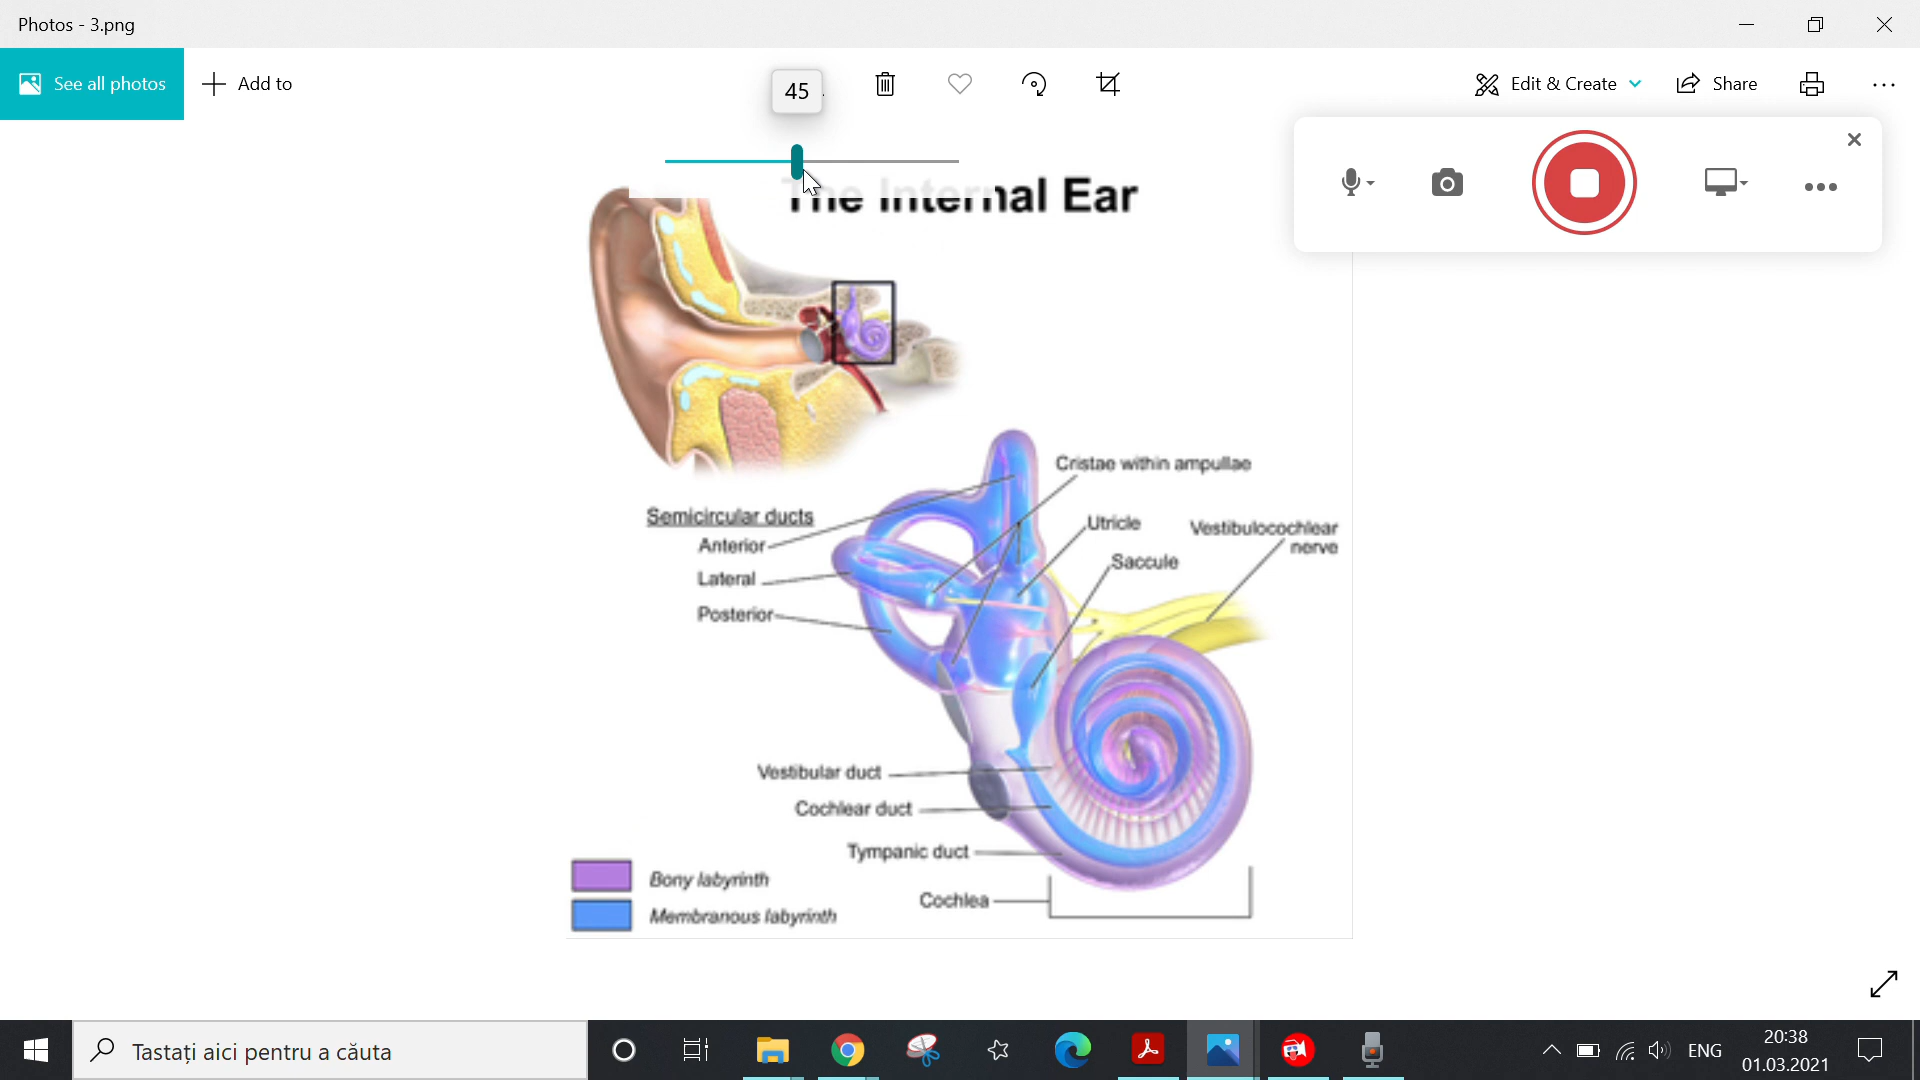 Photos - 3.png
See all photos
Add to
45
Edit & Create
Share
The Internal Ear
Cristae within ampullae
Semicircular ducts
Utricle
Vestibulocochlear
nerve
Anterior
Saccule
Lateral
Posterior
Vestibular duct
Cochlear duct
Tympanic duct
Bony labyrinth
Cochlea
Membranous labyrinth
Tastați aici pentru a căuta
ENG
20:38
01.03.2021